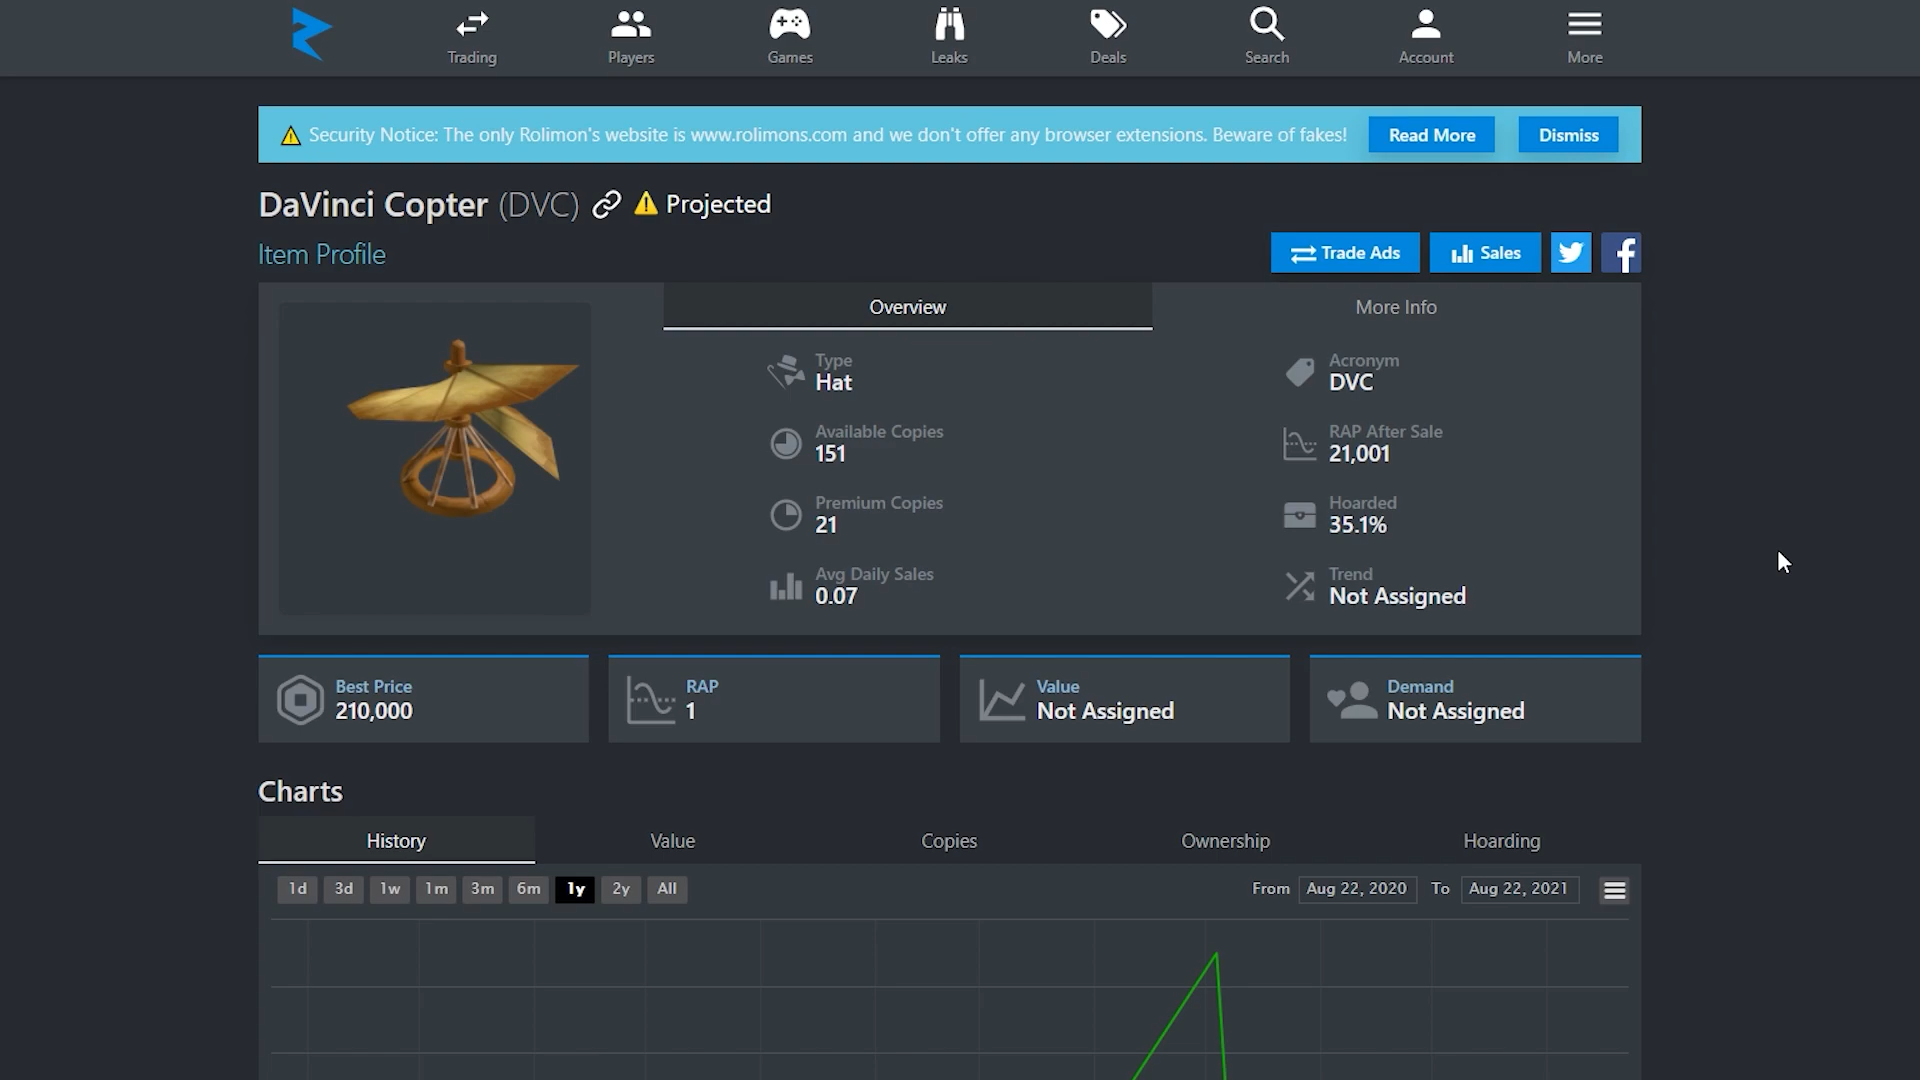 Trading
Players
Games
Leaks
Deals
Search
Account
More
Security Notice: The only Rolimon's website is www.rolimons.com and we don't offer any browser extensions. Beware of fakes!
Read More
Dismiss
DaVinci Copter (DVC) Projected
Item Profile
Trade Ads
Sales
Overview
More Info
Type
Hat
Acronym
DVC
Available Copies
151
RAP After Sale
21,001
Premium Copies
21
Hoarded
35.1%
Avg Daily Sales
0.07
Trend
Not Assigned
Best Price
210,000
RAP
1
Value
Not Assigned
Demand
Not Assigned
Charts
History
Value
Copies
Ownership
Hoarding
1d 3d 1w 1m 3m 6m 1y 2y All
From Aug 22, 2020 To Aug 22, 2021